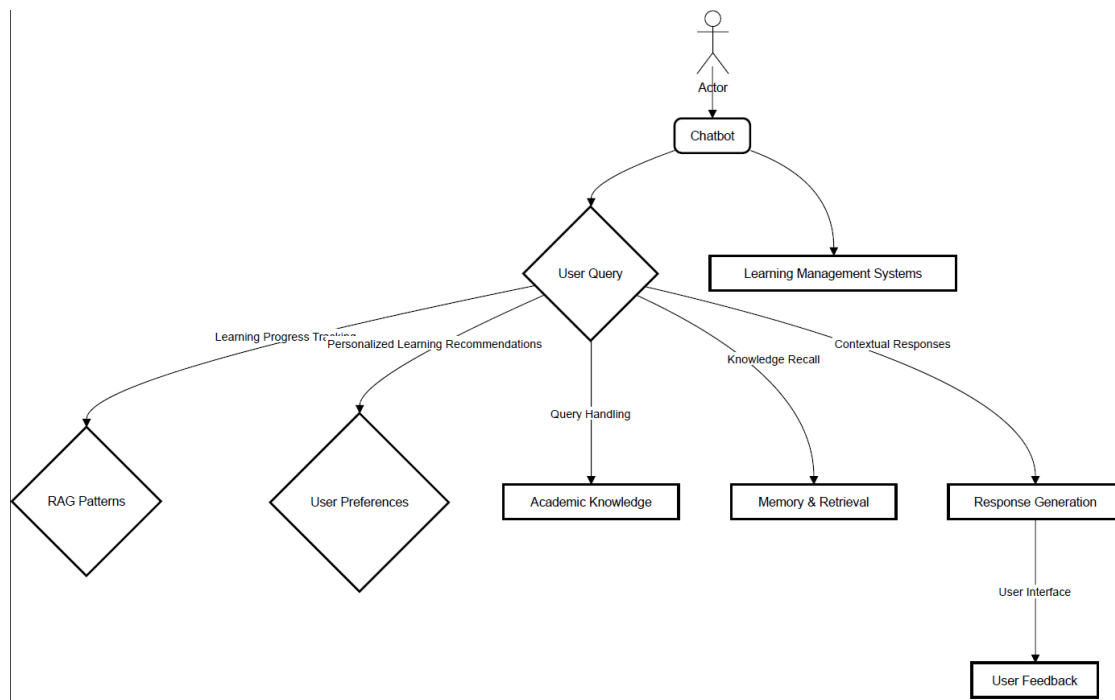 Actor
Chatbot
User Query
Learning Management Systems
Learning Progress Tracking
Personalized Learning Recommendations
Contextual Responses
Knowledge Recall
Query Handling
RAG Patterns
User Preferences
Academic Knowledge
Memory & Retrieval
Response Generation
User Interface
User Feedback